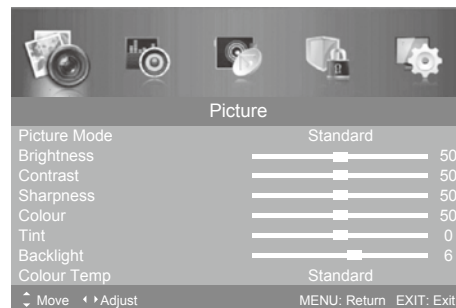 Picture
Picture Mode Standard
Brightness 50
Contrast 50
Sharpness 50
Colour 50
Tint 0
Backlight 6
Colour Temp Standard
Move Adjust MENU: Return EXIT: Exit